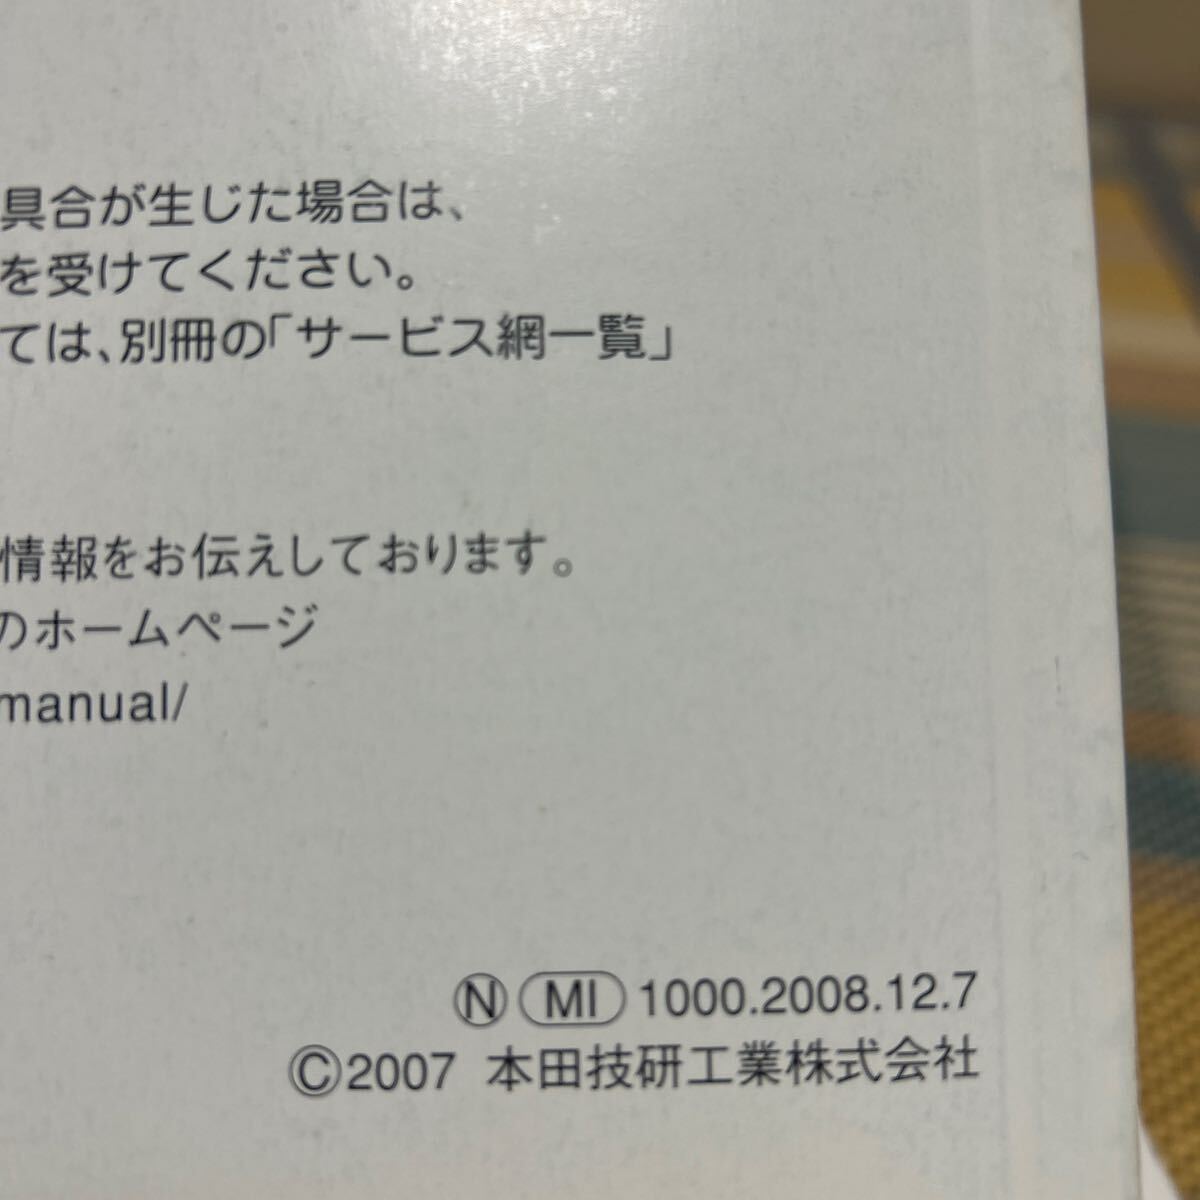 具合が生じた場合は、
を受けてください。
ては、別冊の「サービス網一覧」
情報をお伝えしております。
のホームページ
manual/
Ⓝ MI 1000.2008.12.7
©2007 本田技研工業株式会社